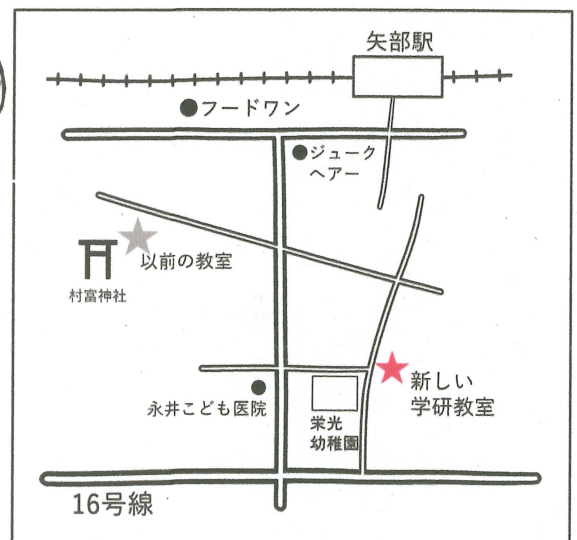 矢部駅
フードワン
ジューク
ヘアー
以前の教室
村富神社
新しい
学研教室
永井こども医院
栄光
幼稚園
16号線